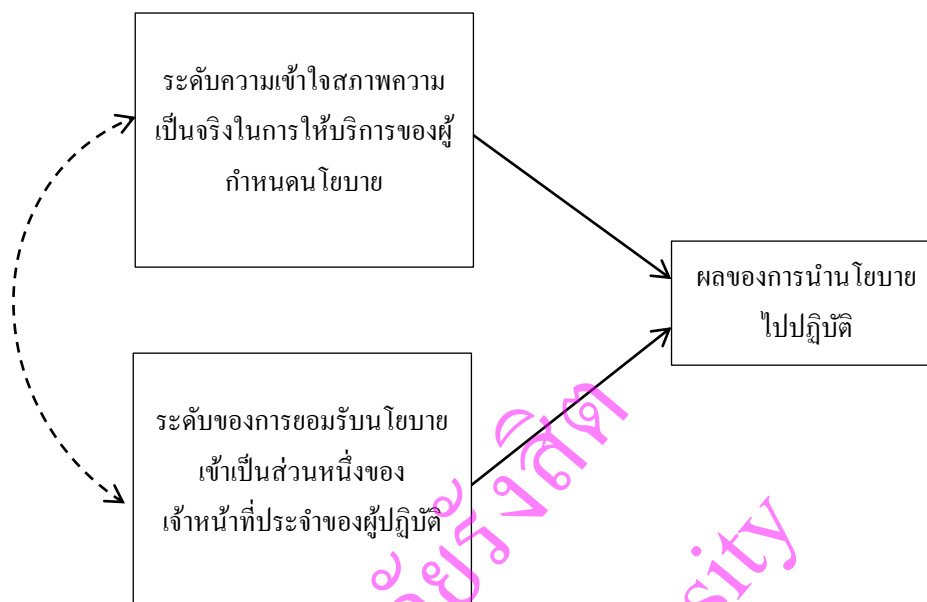 ระดับความเข้าใจสภาพความ
เป็นจริงในการให้บริการของผู้
กำหนดนโยบาย
ผลของการนำนโยบาย
ไปปฏิบัติ
ระดับของการยอมรับนโยบาย
เข้าเป็นส่วนหนึ่งของ
เจ้าหน้าที่ประจำของผู้ปฏิบัติ
ัยรังสิต
sity